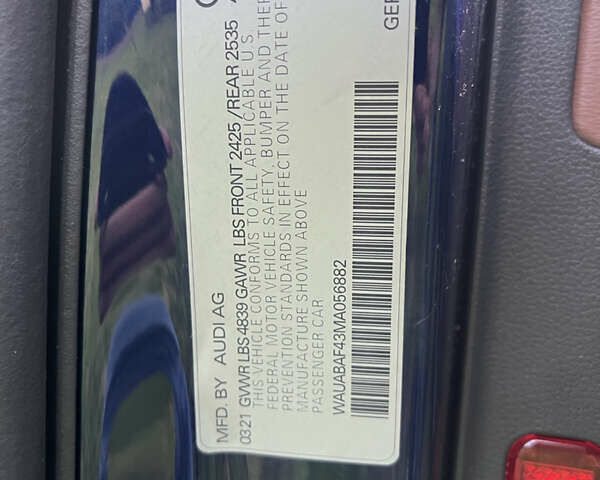 MFD. BY AUDI AG GER
0321 GVWR LBS 4839 GAWR LBS FRONT 2425 /REAR 2535
THIS VEHICLE CONFORMS TO ALL APPLICABLE U.S.
FEDERAL MOTOR VEHICLE SAFETY, BUMPER AND THEF
PREVENTION STANDARDS IN EFFECT ON THE DATE OF
MANUFACTURE SHOWN ABOVE
PASSENGER CAR
WAUABAF43MA056882